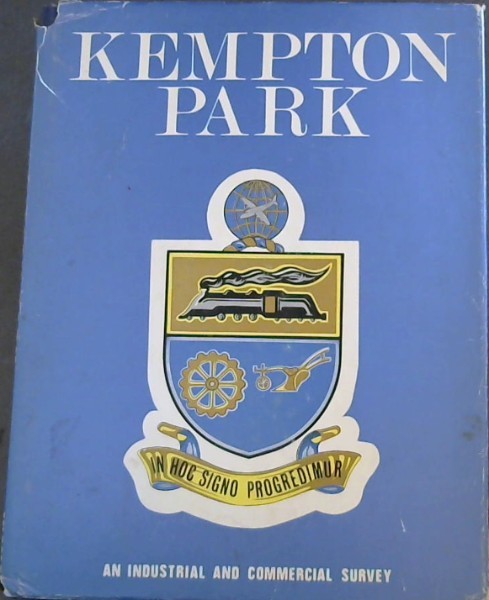 KEMPTON
PARK
IN HOC SIGNO PROGREDIMUR
AN INDUSTRIAL AND COMMERCIAL SURVEY